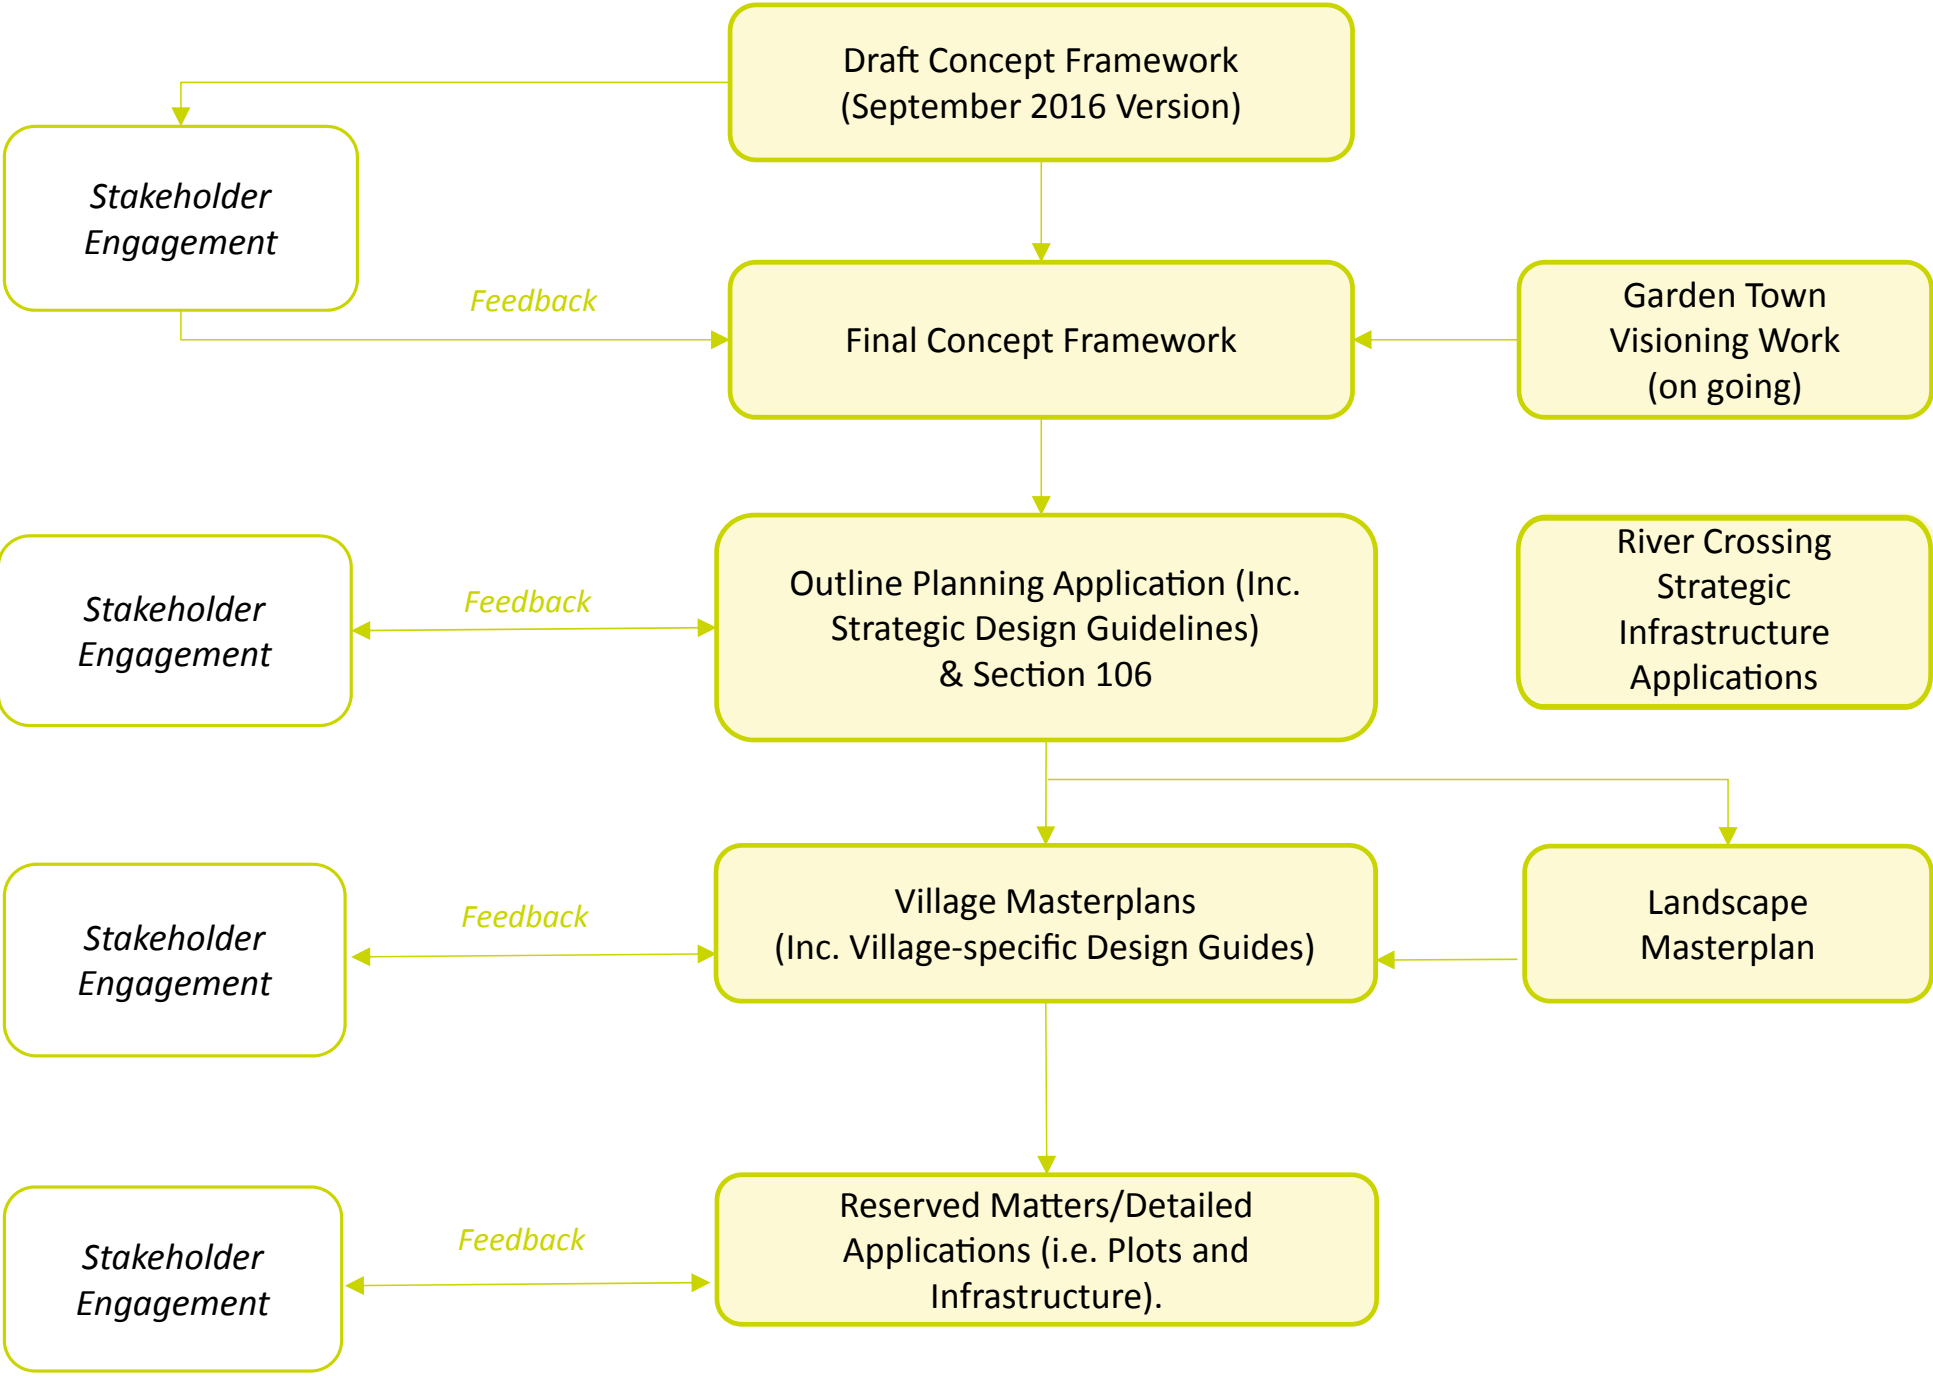 Draft Concept Framework
(September 2016 Version)
Stakeholder
Engagement
Feedback
Final Concept Framework
Garden Town
Visioning Work
(on going)
Stakeholder
Engagement
Feedback
Outline Planning Application (Inc.
Strategic Design Guidelines)
& Section 106
River Crossing
Strategic
Infrastructure
Applications
Stakeholder
Engagement
Feedback
Village Masterplans
(Inc. Village-specific Design Guides)
Landscape
Masterplan
Stakeholder
Engagement
Feedback
Reserved Matters/Detailed
Applications (i.e. Plots and
Infrastructure).